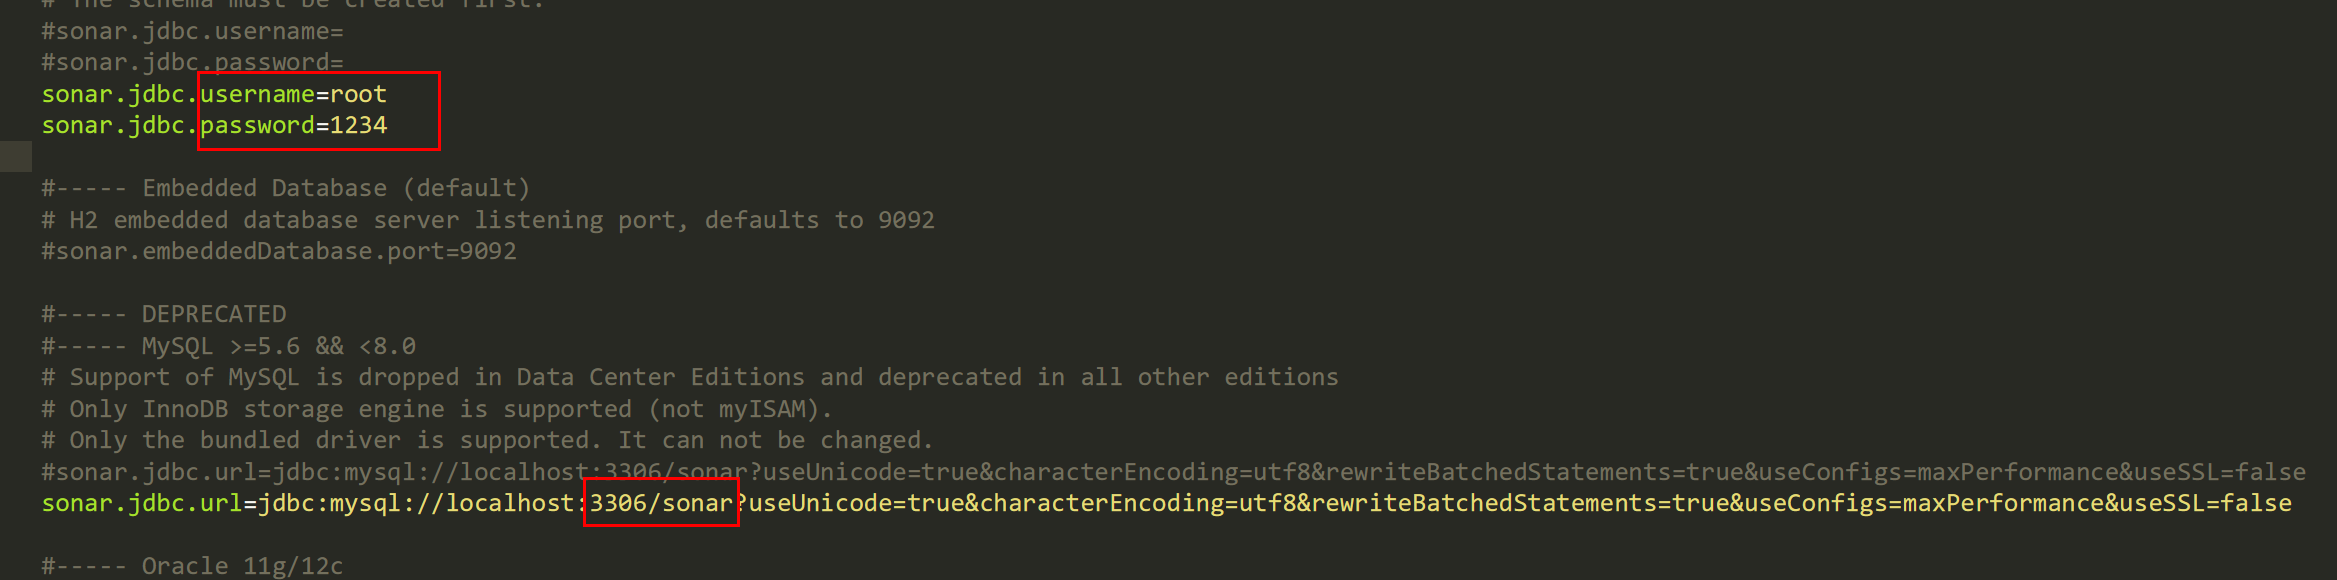 # The schema must be created first.
#sonar.jdbc.username=
#sonar.jdbc.password=
sonar.jdbc.username=root
sonar.jdbc.password=1234
#----- Embedded Database (default)
# H2 embedded database server listening port, defaults to 9092
#sonar.embeddedDatabase.port=9092
#----- DEPRECATED
#----- MySQL >=5.6 && <8.0
# Support of MySQL is dropped in Data Center Editions and deprecated in all other editions
# Only InnoDB storage engine is supported (not myISAM).
# Only the bundled driver is supported. It can not be changed.
#sonar.jdbc.url=jdbc:mysql://localhost:3306/sonar?useUnicode=true&characterEncoding=utf8&rewriteBatchedStatements=true&useConfigs=maxPerformance&useSSL=false
sonar.jdbc.url=jdbc:mysql://localhost:3306/sonar?useUnicode=true&characterEncoding=utf8&rewriteBatchedStatements=true&useConfigs=maxPerformance&useSSL=false
#----- Oracle 11g/12c